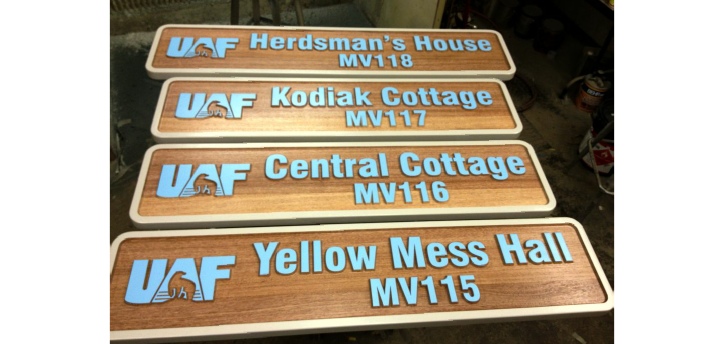 UAF Herdsman's House
MV118
UAF Kodiak Cottage
MV117
UAF Central Cottage
MV116
UAF Yellow Mess Hall
MV115